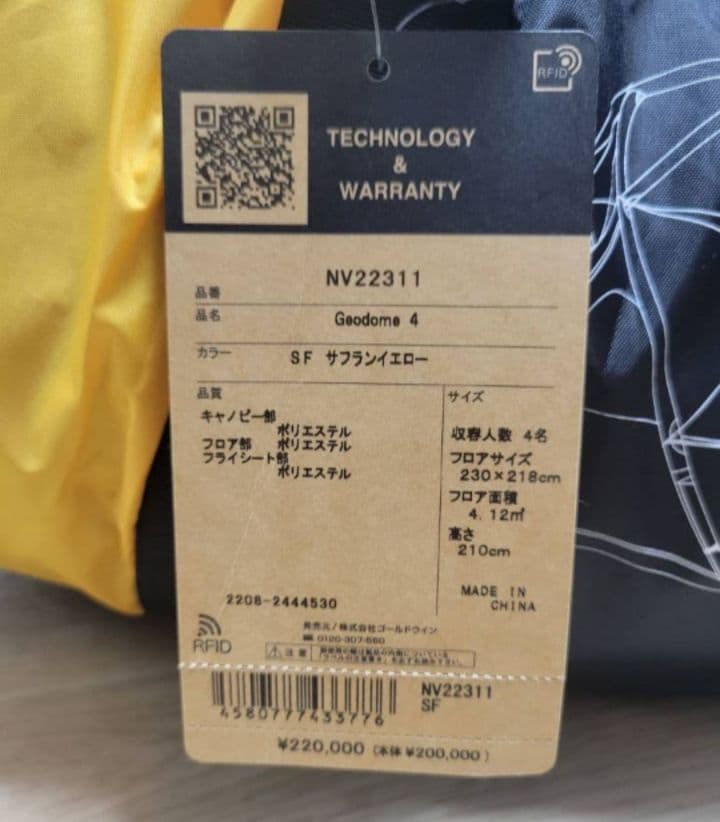 RFID
TECHNOLOGY
&
WARRANTY
品番 NV22311
品名 Geodome 4
カラー SF サフランイエロー
品質
キャノピー部
ポリエステル
フロア部 ポリエステル
フライシート部
ポリエステル
サイズ
収容人数 4名
フロアサイズ
230×218cm
フロア面積
4.12㎡
高さ
210cm
MADE IN
CHINA
2208-2444530
RFID
発売元/株式会社ゴールドウイン
0120-307-560
注意
NV22311
SF
4580777433776
¥220,000 (本体 ¥200,000)